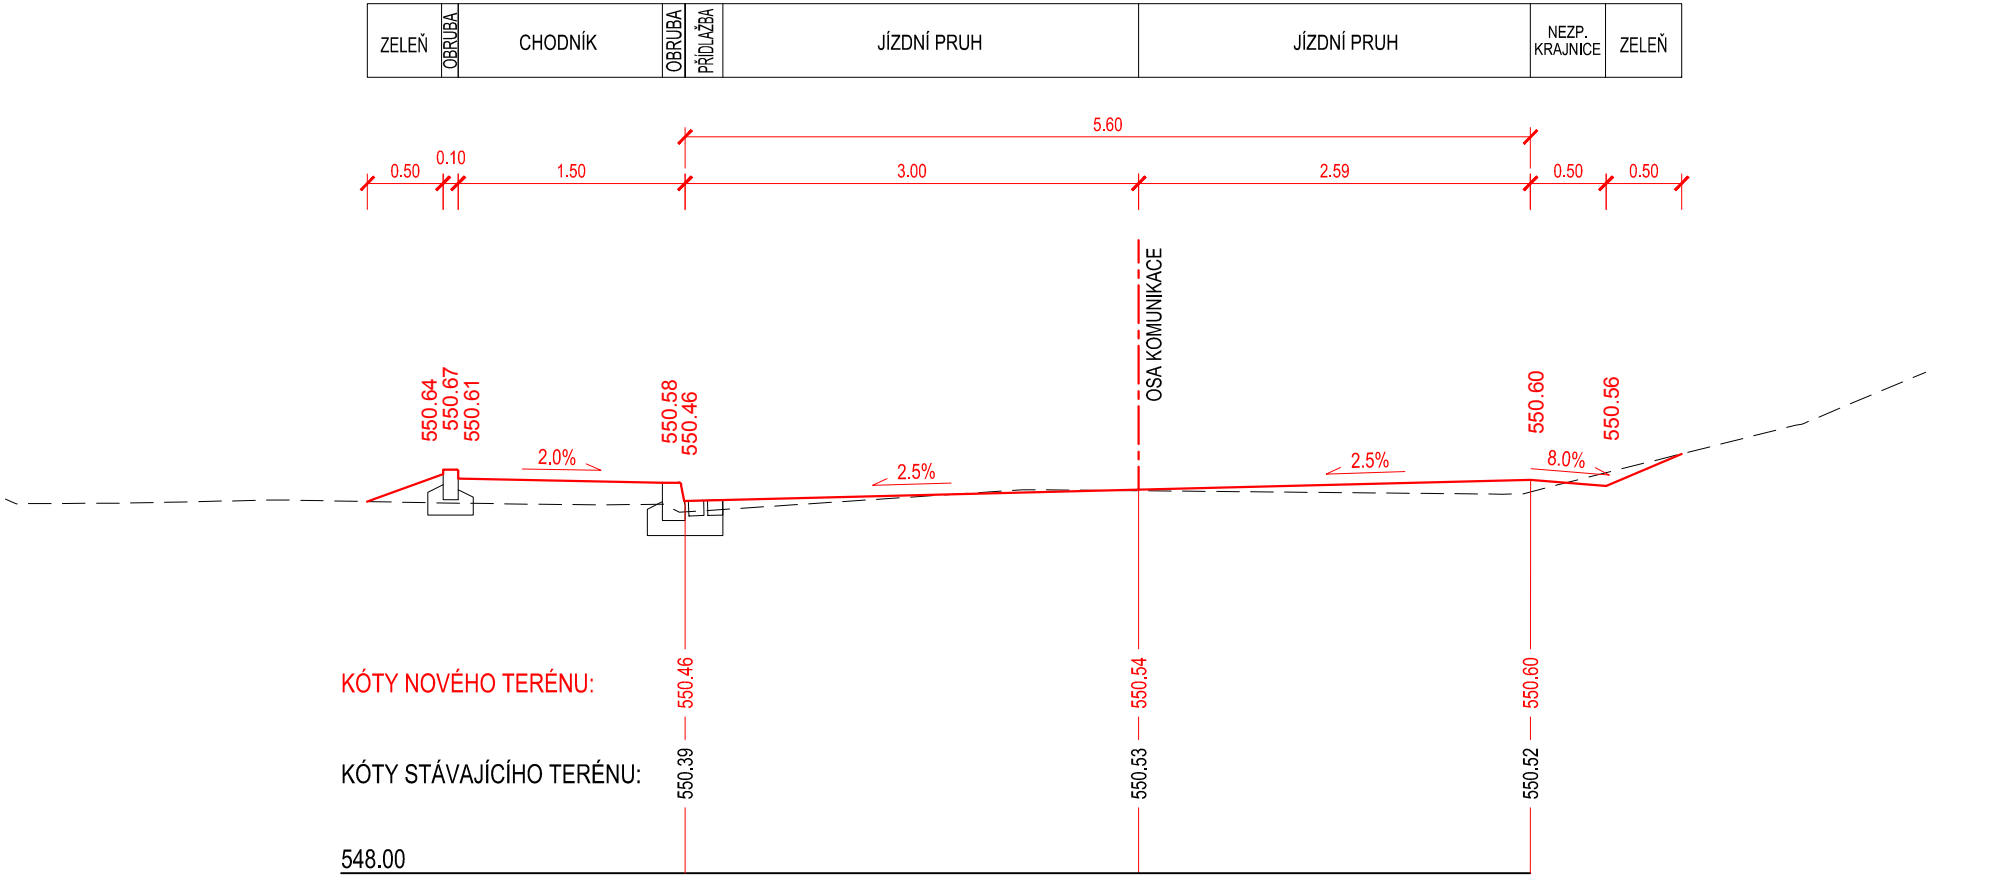 ZELEŇ
OBRUBA
CHODNÍK
OBRUBA
PŘÍDLAŽBA
JÍZDNÍ PRUH
JÍZDNÍ PRUH
NEZP.
KRAJNICE
ZELEŇ
5.60
0.50
0.10
1.50
3.00
2.59
0.50
0.50
OSA KOMUNIKACE
550.64
550.67
550.61
550.58
550.46
550.60
550.56
2,0%
2.5%
2.5%
8.0%
KÓTY NOVÉHO TERÉNU:
550.46
550.54
550.60
KÓTY STÁVAJÍCÍHO TERÉNU:
550.39
550.53
550.52
548.00